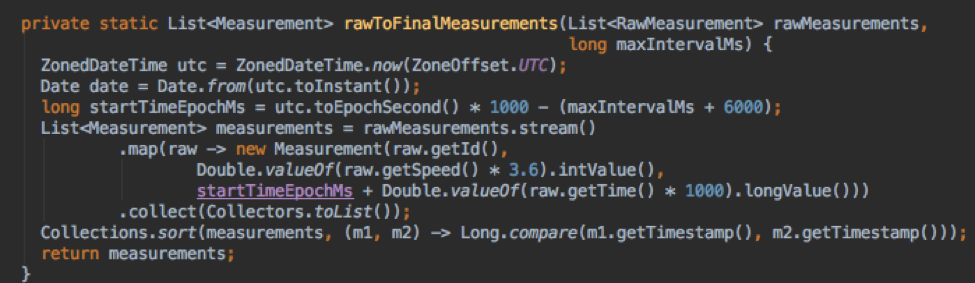 private static List<Measurement> rawToFinalMeasurements(List<RawMeasurement> rawMeasurements,
long maxIntervalMs) {
ZonedDateTime utc = ZonedDateTime.now(ZoneOffset.UTC);
Date date = Date.from(utc.toInstant());
long startTimeEpochMs = utc.toEpochSecond() * 1000 - (maxIntervalMs + 6000);
List<Measurement> measurements = rawMeasurements.stream()
.map(raw -> new Measurement(raw.getId(),
Double.valueOf(raw.getSpeed() * 3.6).intValue(),
startTimeEpochMs + Double.valueOf(raw.getTime() * 1000).longValue()))
.collect(Collectors.toList());
Collections.sort(measurements, (m1, m2) -> Long.compare(m1.getTimestamp(), m2.getTimestamp()));
return measurements;
}